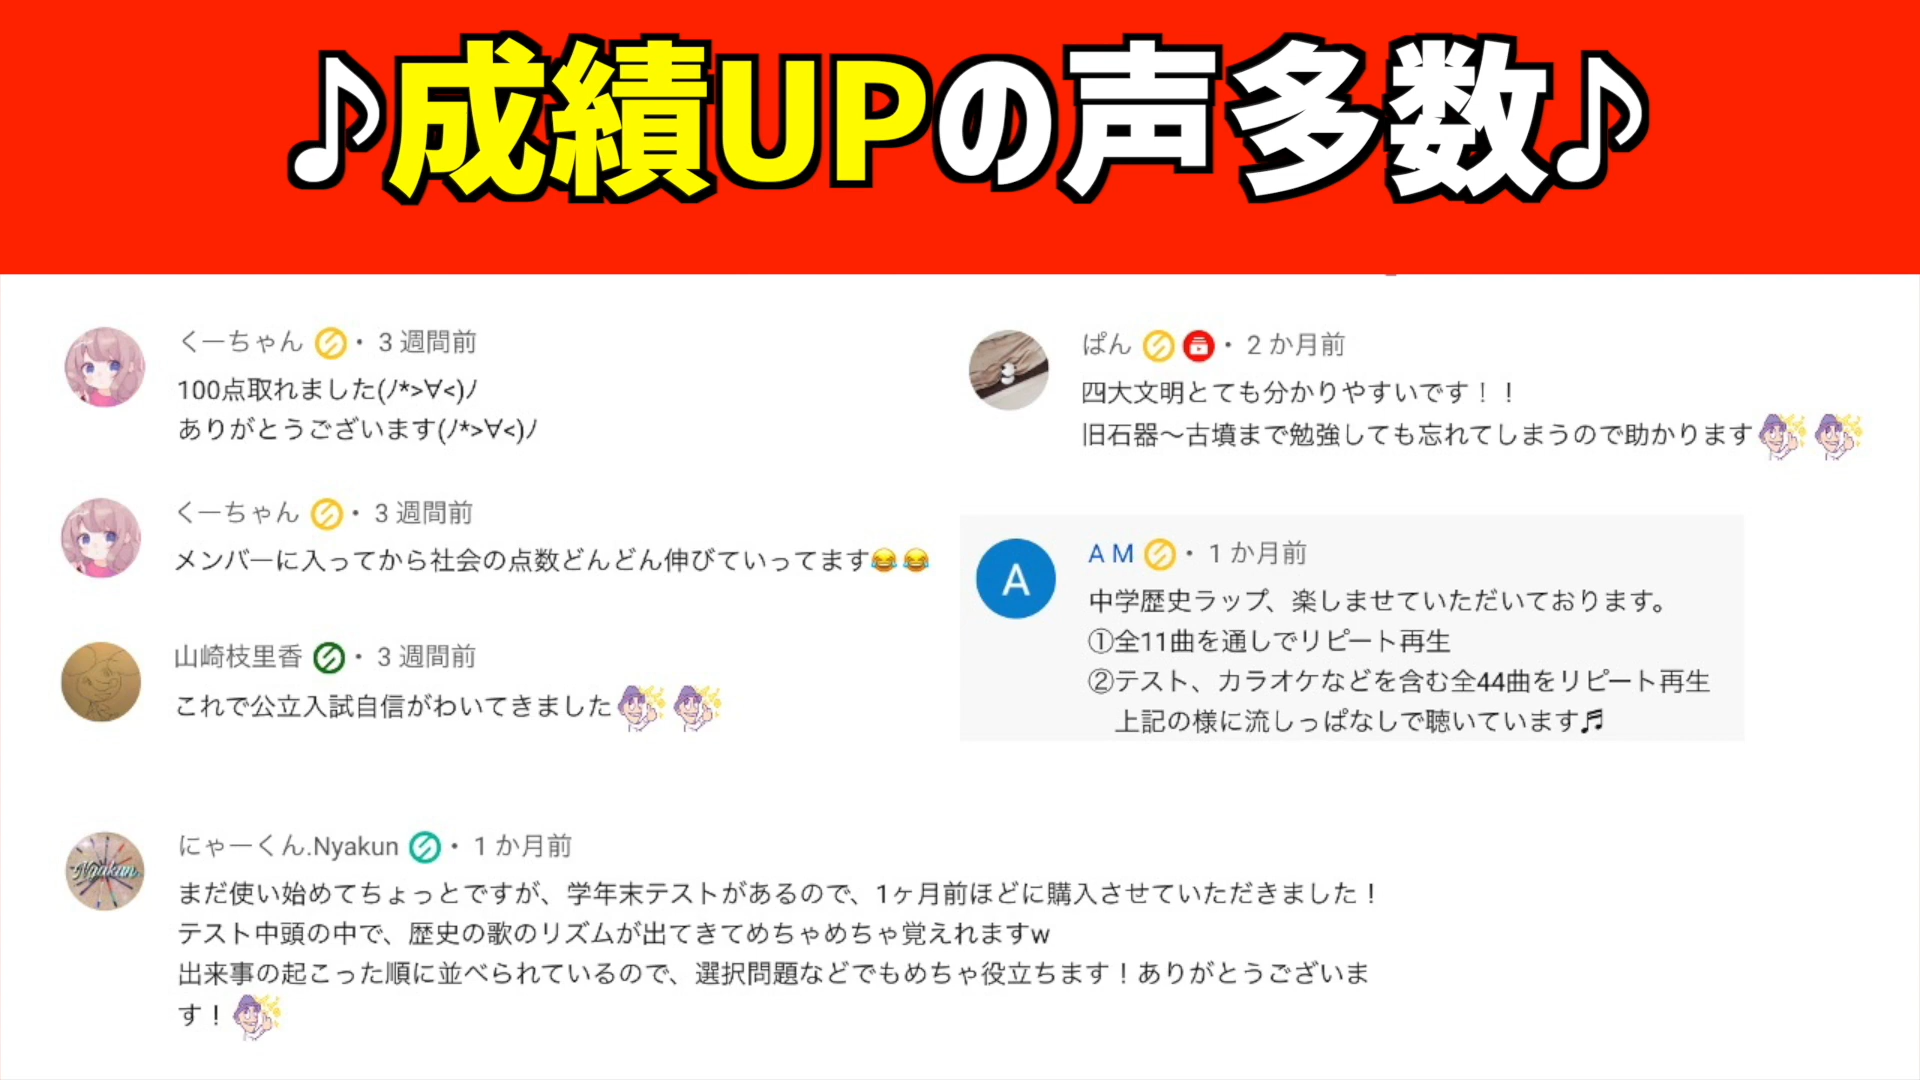 ♪成績UPの声多数♪
くーちゃん・3 週間前
100点取れました(ﾉ*>∀<)ﾉ
ありがとうございます(ﾉ*>∀<)ﾉ
くーちゃん・3 週間前
メンバーに入ってから社会の点数どんどん伸びていってます😂😂
山崎枝里香・3 週間前
これで公立入試自信がわいてきました
ぱん・2 か月前
四大文明とても分かりやすいです！！
旧石器〜古墳まで勉強しても忘れてしまうので助かります
A
A M・1 か月前
中学歴史ラップ、楽しませていただいております。
①全11曲を通しでリピート再生
②テスト、カラオケなどを含む全44曲をリピート再生
上記の様に流しっぱなしで聴いています♬
Nyakun
にゃーくん.Nyakun・1 か月前
まだ使い始めてちょっとですが、学年末テストがあるので、1ヶ月前ほどに購入させていただきました！
テスト中頭の中で、歴史の歌のリズムが出てきてめちゃめちゃ覚えれますw
出来事の起こった順に並べられているので、選択問題などでもめちゃ役立ちます！ありがとうございま
す！